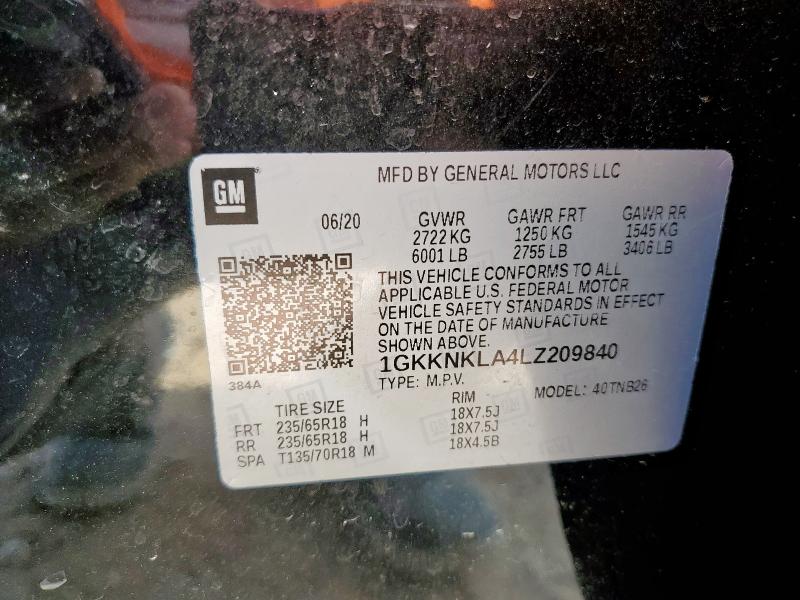 GM
MFD BY GENERAL MOTORS LLC
06/20 GVWR GAWR FRT GAWR RR
2722 KG 1250 KG 1545 KG
6001 LB 2755 LB 3406 LB
THIS VEHICLE CONFORMS TO ALL
APPLICABLE U.S. FEDERAL MOTOR
VEHICLE SAFETY STANDARDS IN EFFECT
ON THE DATE OF MANUFACTURE
SHOWN ABOVE.
1GKKNKLA4LZ209840
384A
TYPE: M.P.V. MODEL: 40TNB26
TIRE SIZE RIM
FRT 235/65R18 H 18X7.5J
RR 235/65R18 H 18X7.5J
SPA T135/70R18 M 18X4.5B